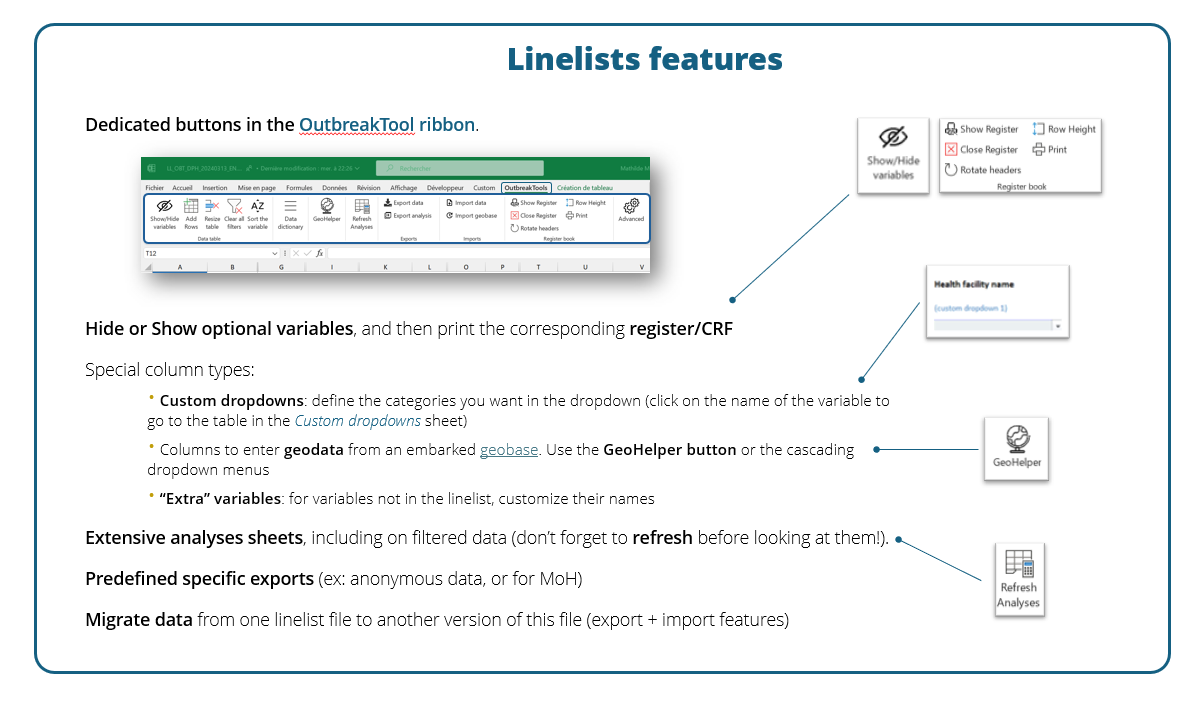 Linelists features
Dedicated buttons in the OutbreakTool ribbon.
Rechercher
Fichier Accueil Insertion Mise en page Formules Données Révision Affichage Développeur Custom OutbreakTools Création de tableau
Show/Hide variables
Add Rows
Resize table
Clear all filters
Sort the variable
Data table
Data dictionary
GeoHelper
Refresh Analyses
Export data
Export analysis
Exports
Import data
Import geobase
Imports
Show Register
Close Register
Rotate headers
Row Height
Print
Register book
Advanced
T12
fx
A B G I K L O P T U V
Show/Hide
variables
Show Register Row Height
Close Register Print
Rotate headers
Register book
Hide or Show optional variables, and then print the corresponding register/CRF
Health facility name
(custom dropdown 1)
Special column types:
• Custom dropdowns: define the categories you want in the dropdown (click on the name of the variable to
go to the table in the Custom dropdowns sheet)
• Columns to enter geodata from an embarked geobase. Use the GeoHelper button or the cascading
dropdown menus
GeoHelper
• “Extra” variables: for variables not in the linelist, customize their names
Extensive analyses sheets, including on filtered data (don’t forget to refresh before looking at them!).
Refresh
Analyses
Predefined specific exports (ex: anonymous data, or for MoH)
Migrate data from one linelist file to another version of this file (export + import features)